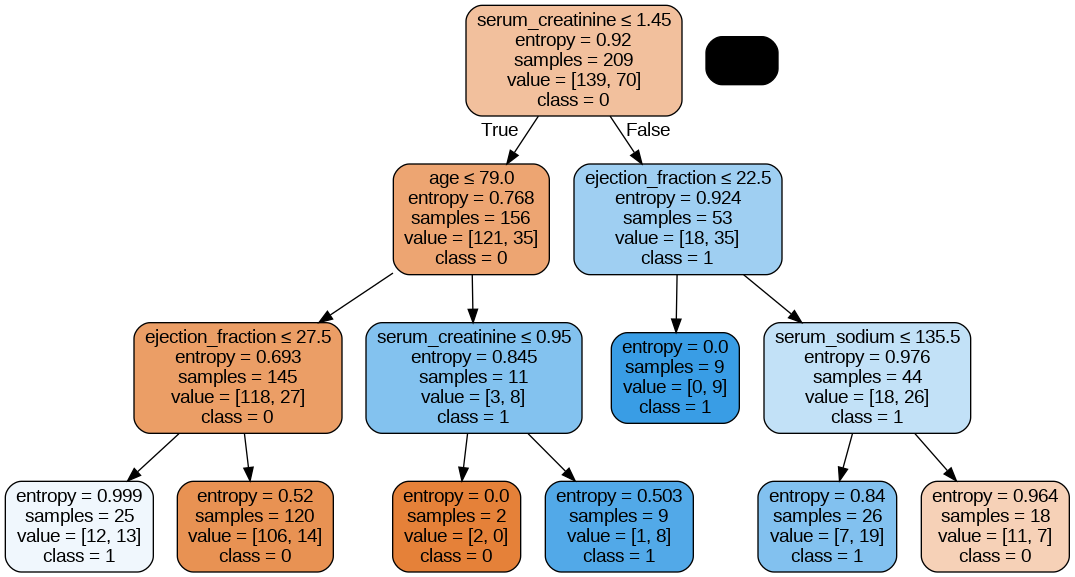 serum_creatinine ≤ 1.45
entropy = 0.92
samples = 209
value = [139, 70]
class = 0
True
False
age ≤ 79.0
entropy = 0.768
samples = 156
value = [121, 35]
class = 0
ejection_fraction ≤ 22.5
entropy = 0.924
samples = 53
value = [18, 35]
class = 1
ejection_fraction ≤ 27.5
entropy = 0.693
samples = 145
value = [118, 27]
class = 0
serum_creatinine ≤ 0.95
entropy = 0.845
samples = 11
value = [3, 8]
class = 1
entropy = 0.0
samples = 9
value = [0, 9]
class = 1
serum_sodium ≤ 135.5
entropy = 0.976
samples = 44
value = [18, 26]
class = 1
entropy = 0.999
samples = 25
value = [12, 13]
class = 1
entropy = 0.52
samples = 120
value = [106, 14]
class = 0
entropy = 0.0
samples = 2
value = [2, 0]
class = 0
entropy = 0.503
samples = 9
value = [1, 8]
class = 1
entropy = 0.84
samples = 26
value = [7, 19]
class = 1
entropy = 0.964
samples = 18
value = [11, 7]
class = 0